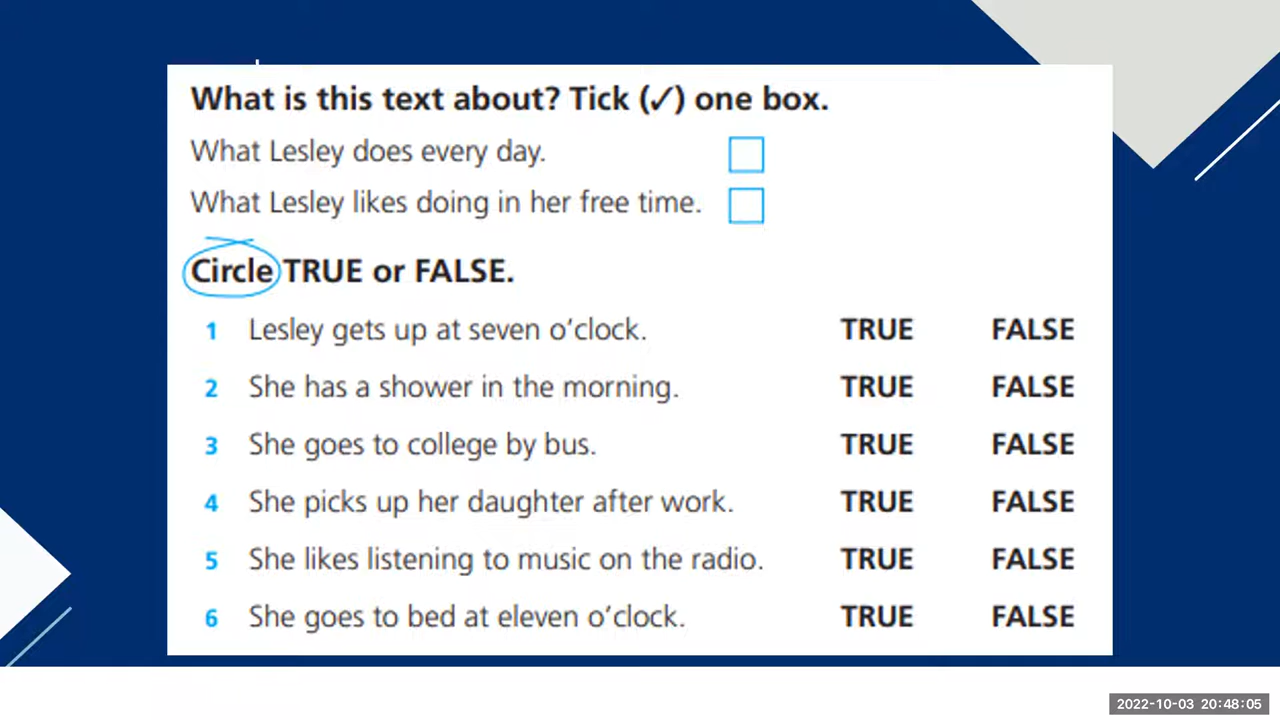 What is this text about? Tick (✓) one box.
What Lesley does every day.
What Lesley likes doing in her free time.
Circle TRUE or FALSE.
1 Lesley gets up at seven o'clock. TRUE FALSE
2 She has a shower in the morning. TRUE FALSE
3 She goes to college by bus. TRUE FALSE
4 She picks up her daughter after work. TRUE FALSE
5 She likes listening to music on the radio. TRUE FALSE
6 She goes to bed at eleven o'clock. TRUE FALSE
2022-10-03 20:48:05